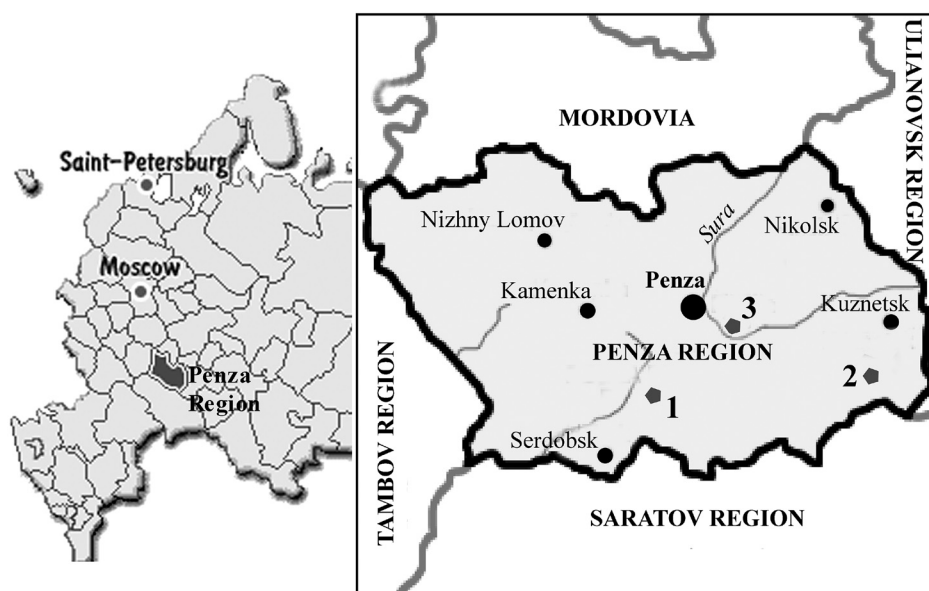 Saint-Petersburg
Moscow
Penza
Region
MORDOVIA
ULIANOVSK REGION
Nizhny Lomov
Sura
Nikolsk
Kamenka
Penza
3
Kuznetsk
PENZA REGION
2
1
Serdobsk
TAMBOV REGION
SARATOV REGION